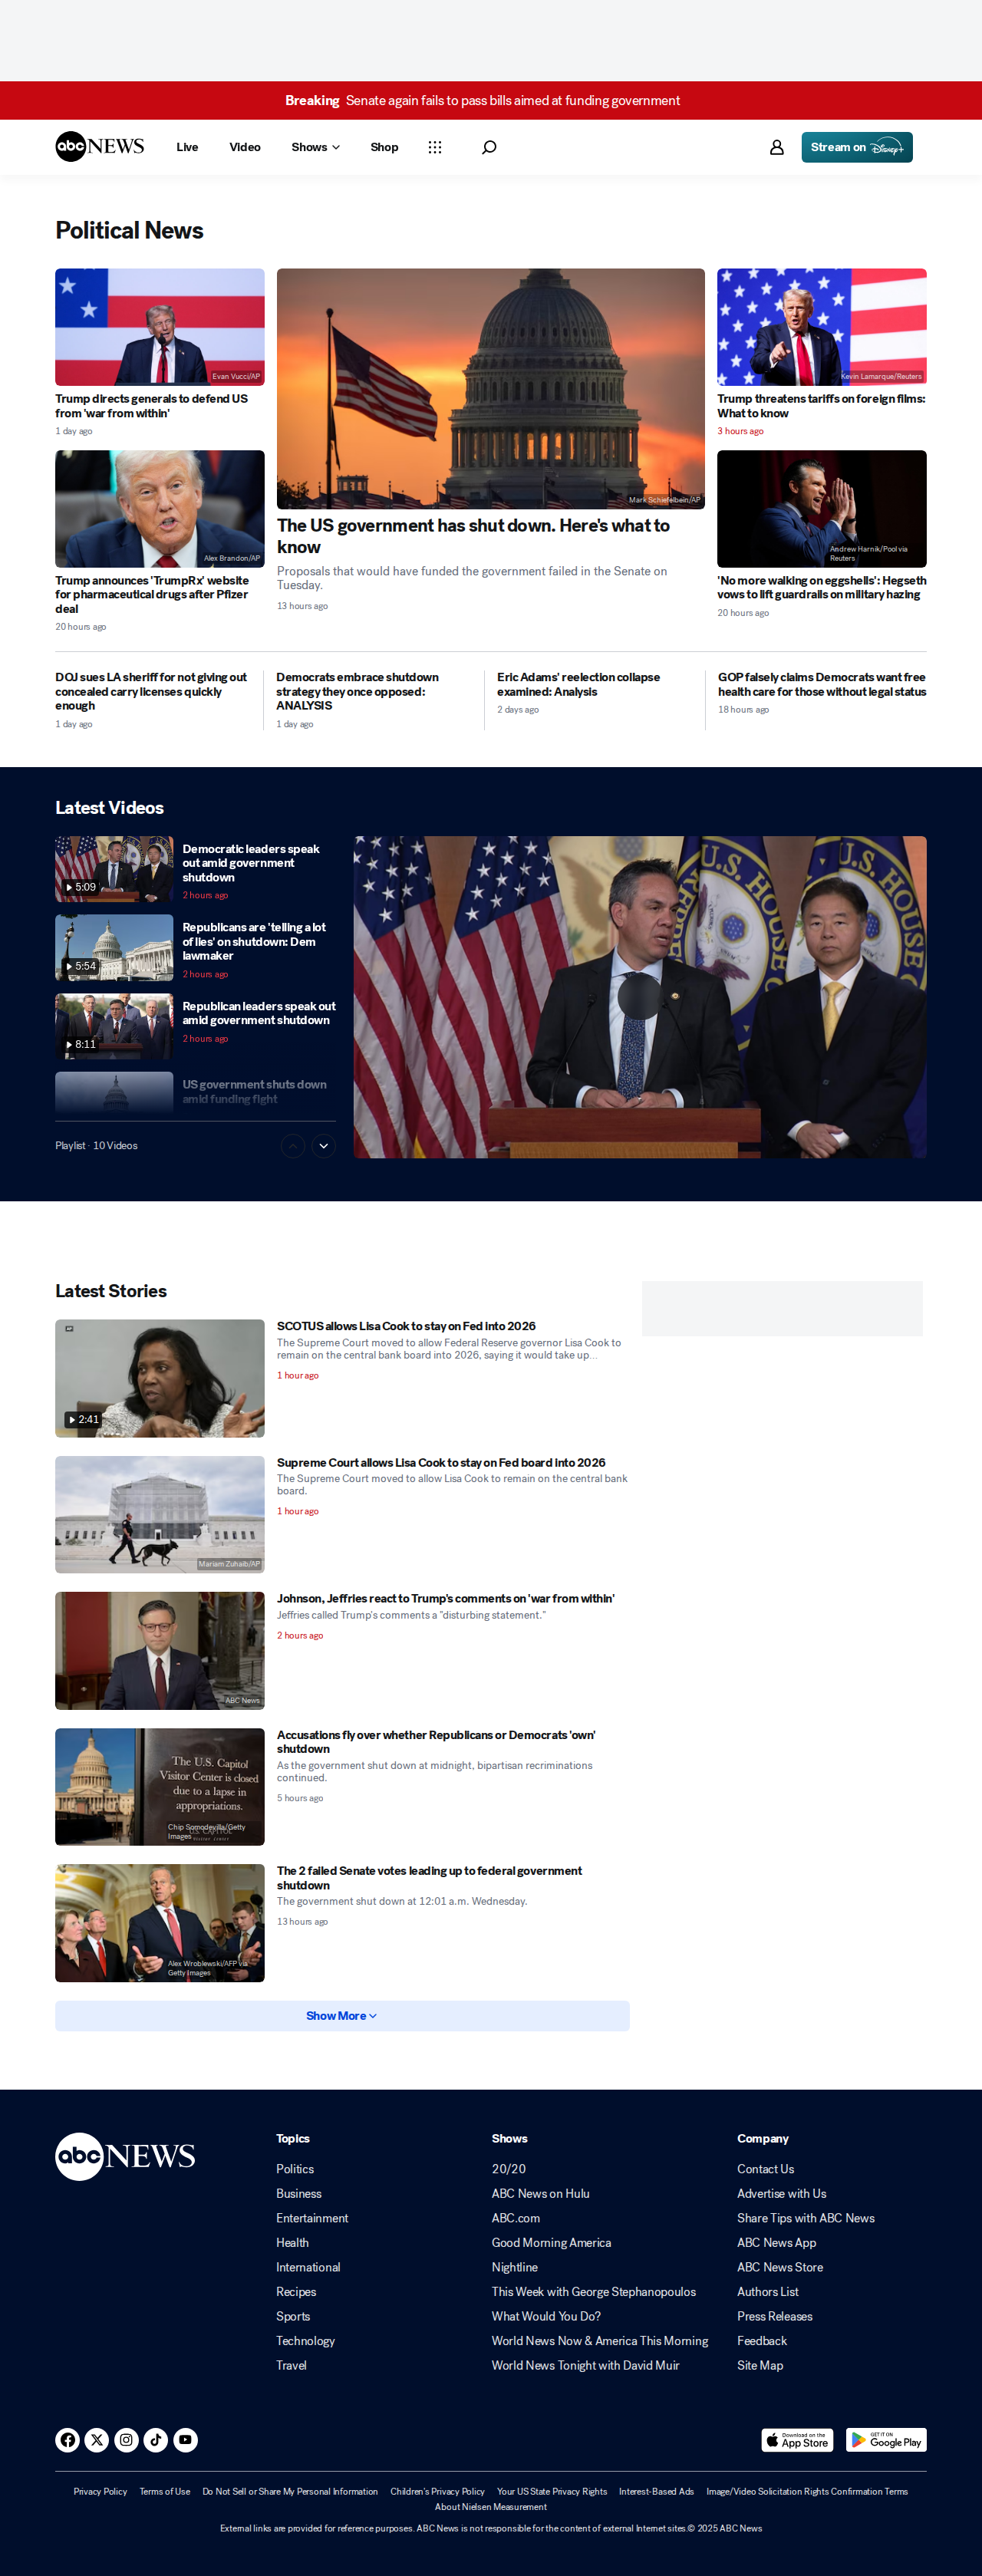 Breaking Senate again fails to pass bills aimed at funding government
abc NEWS
Live
Video
Shows
Shop
Stream on Disney+
Political News
Evan Vucci/AP
Trump directs generals to defend US
from 'war from within'
1 day ago
Alex Brandon/AP
Trump announces 'TrumpRx' website
for pharmaceutical drugs after Pfizer
deal
20 hours ago
Mark Schiefelbein/AP
The US government has shut down. Here's what to
know
Proposals that would have funded the government failed in the Senate on
Tuesday.
13 hours ago
Kevin Lamarque/Reuters
Trump threatens tariffs on foreign films:
What to know
3 hours ago
Andrew Harnik/Pool via
Reuters
'No more walking on eggshells': Hegseth
vows to lift guardrails on military hazing
20 hours ago
DOJ sues LA sheriff for not giving out
concealed carry licenses quickly
enough
1 day ago
Democrats embrace shutdown
strategy they once opposed:
ANALYSIS
1 day ago
Eric Adams' reelection collapse
examined: Analysis
2 days ago
GOP falsely claims Democrats want free
health care for those without legal status
18 hours ago
Latest Videos
5:09
Democratic leaders speak
out amid government
shutdown
2 hours ago
5:54
Republicans are 'telling a lot
of lies' on shutdown: Dem
lawmaker
2 hours ago
8:11
Republican leaders speak out
amid government shutdown
2 hours ago
US government shuts down
amid funding fight
Playlist · 10 Videos
Latest Stories
2:41
SCOTUS allows Lisa Cook to stay on Fed into 2026
The Supreme Court moved to allow Federal Reserve governor Lisa Cook to
remain on the central bank board into 2026, saying it would take up...
1 hour ago
Mariam Zuhaib/AP
Supreme Court allows Lisa Cook to stay on Fed board into 2026
The Supreme Court moved to allow Lisa Cook to remain on the central bank
board.
1 hour ago
ABC News
Johnson, Jeffries react to Trump's comments on 'war from within'
Jeffries called Trump's comments a "disturbing statement."
2 hours ago
The U.S. Capitol
Visitor Center is closed
due to a lapse in
appropriations.
Chip Somodevilla/Getty
Images
Accusations fly over whether Republicans or Democrats 'own'
shutdown
As the government shut down at midnight, bipartisan recriminations
continued.
5 hours ago
Alex Wroblewski/AFP via
Getty Images
The 2 failed Senate votes leading up to federal government
shutdown
The government shut down at 12:01 a.m. Wednesday.
13 hours ago
Show More
abc NEWS
Topics
Politics
Business
Entertainment
Health
International
Recipes
Sports
Technology
Travel
Shows
20/20
ABC News on Hulu
ABC.com
Good Morning America
Nightline
This Week with George Stephanopoulos
What Would You Do?
World News Now & America This Morning
World News Tonight with David Muir
Company
Contact Us
Advertise with Us
Share Tips with ABC News
ABC News App
ABC News Store
Authors List
Press Releases
Feedback
Site Map
Download on the
App Store
GET IT ON
Google Play
Privacy Policy Terms of Use Do Not Sell or Share My Personal Information Children's Privacy Policy Your US State Privacy Rights Interest-Based Ads Image/Video Solicitation Rights Confirmation Terms
About Nielsen Measurement
External links are provided for reference purposes. ABC News is not responsible for the content of external Internet sites.© 2025 ABC News